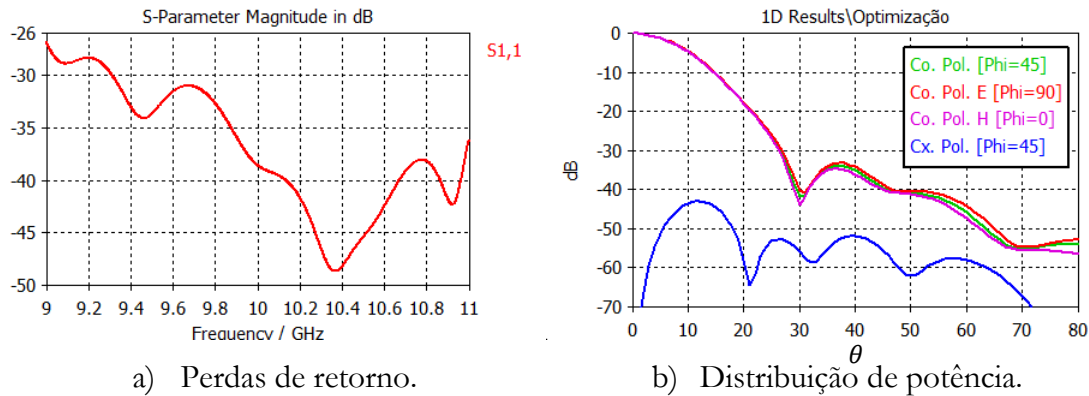 S-Parameter Magnitude in dB
-26
-30
-35
-40
-45
-50
9
9.2
9.4
9.6
9.8
10
10.2
10.4
10.6
10.8
11
Frequency / GHz
S1,1
a) Perdas de retorno.
1D Results\Optimização
0
-10
-20
-30
-40
-50
-60
-70
dB
0
10
20
30
40
50
60
70
80
θ
Co. Pol. [Phi=45]
Co. Pol. E [Phi=90]
Co. Pol. H [Phi=0]
Cx. Pol. [Phi=45]
b) Distribuição de potência.